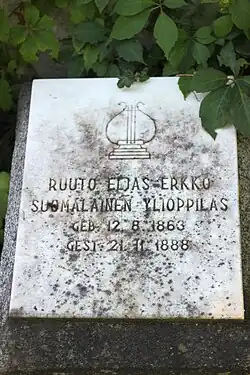 RUUTO ELJAS ERKKO
SUOMALAINEN YLIOPPILAS
GEB. 12. 8. 1863
GEST. 21. 11. 1888